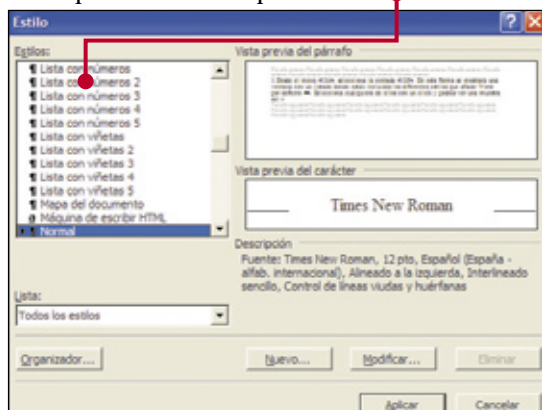 Estilo
Estilos:
Lista con números
Lista con números 2
Lista con números 3
Lista con números 4
Lista con números 5
Lista con viñetas
Lista con viñetas 2
Lista con viñetas 3
Lista con viñetas 4
Lista con viñetas 5
Mapa del documento
a Máquina de escribir HTML
Normal
Lista:
Todos los estilos
Vista previa del párrafo
Vista previa del carácter
Times New Roman
Descripción
Fuente: Times New Roman, 12 pto, Español (España -
alfab. internacional), Alineado a la izquierda, Interlineado
sencillo, Control de líneas viudas y huérfanas
Organizador...
Nuevo...
Modificar...
Eliminar
Aplicar
Cancelar